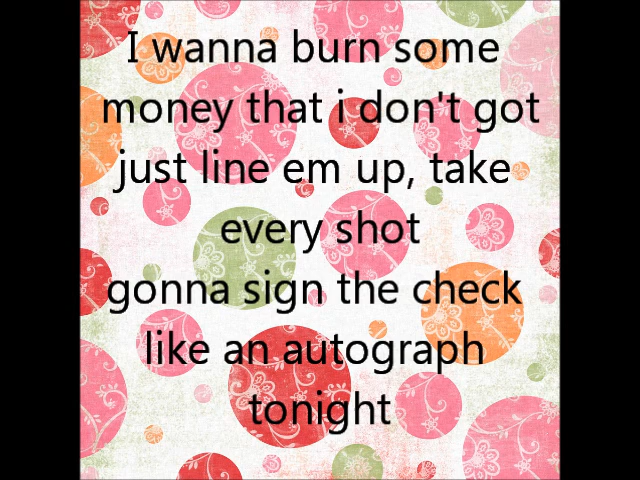 I wanna burn some
money that i don't got
just line em up, take
every shot
gonna sign the check
like an autograph
tonight